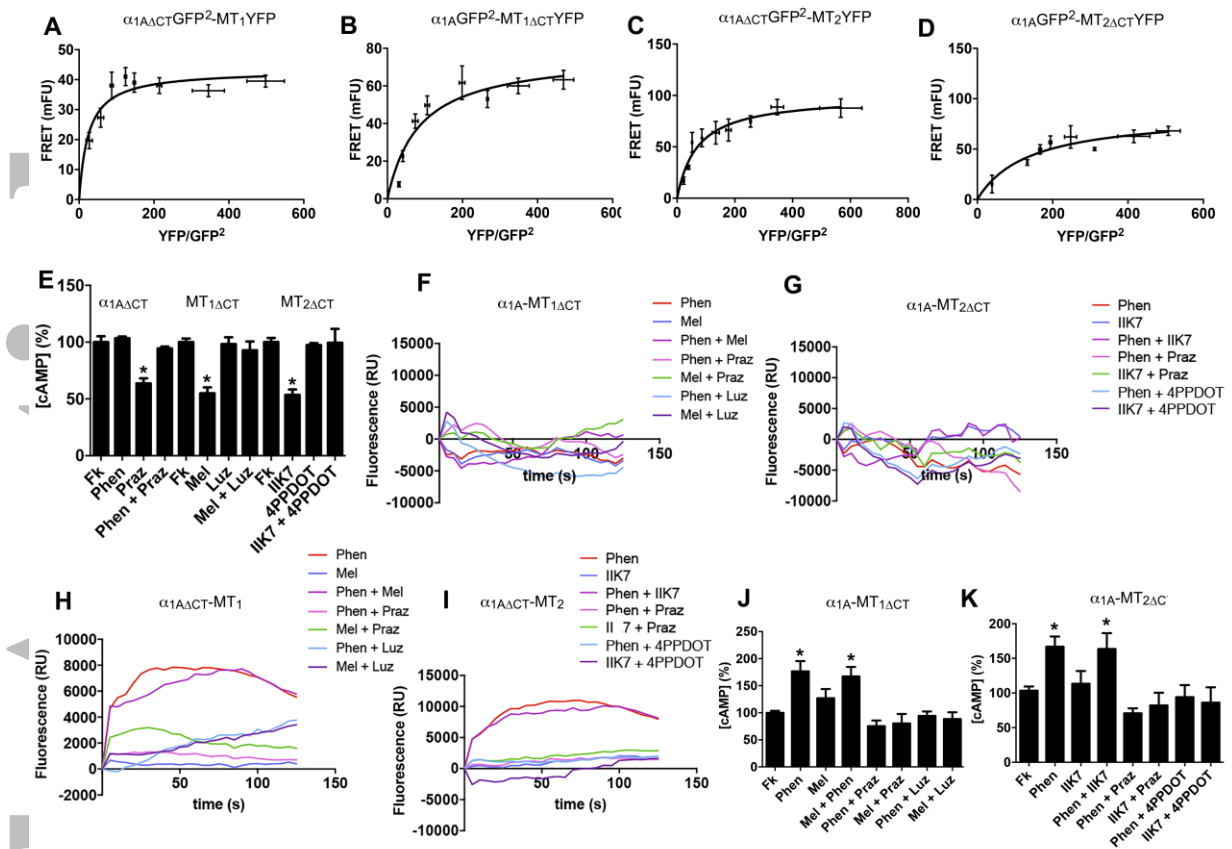 A
α1AΔCTGFP²-MT1YFP
FRET (mFU)
50
40
30
20
10
0
0 200 400 600
YFP/GFP²
B
α1AGFP²-MT1ΔCTYFP
FRET (mFU)
80
60
40
20
0
0 200 400 600
YFP/GFP²
C
α1AΔCTGFP²-MT2YFP
FRET (mFU)
150
100
50
0
0 200 400 600 800
YFP/GFP²
D
α1AGFP²-MT2ΔCTYFP
FRET (mFU)
150
100
50
0
0 200 400 600
YFP/GFP²
E
α1AΔCT MT1ΔCT MT2ΔCT
[cAMP] (%)
150
100
50
0
* * *
Fk
Phen
Praz
Phen + Praz
Fk
Mel
Luz
Mel + Luz
Fk
IIK7
4PPDOT
IIK7 + 4PPDOT
F
α1A-MT1ΔCT
Phen
Mel
Phen + Mel
Phen + Praz
Mel + Praz
Phen + Luz
Mel + Luz
Fluorescence (RU)
15000
10000
5000
0
-5000
-10000
50 100 150
time (s)
G
α1A-MT2ΔCT
Phen
IIK7
Phen + IIK7
Phen + Praz
IIK7 + Praz
Phen + 4PPDOT
IIK7 + 4PPDOT
Fluorescence (RU)
15000
10000
5000
0
-5000
-10000
50 100 150
time (s)
H
α1AΔCT-MT1
Phen
Mel
Phen + Mel
Phen + Praz
Mel + Praz
Phen + Luz
Mel + Luz
Fluorescence (RU)
10000
8000
6000
4000
2000
0
-2000
50 100 150
time (s)
I
α1AΔCT-MT2
Phen
IIK7
Phen + IIK7
Phen + Praz
II 7 + Praz
Phen + 4PPDOT
IIK7 + 4PPDOT
Fluorescence (RU)
15000
10000
5000
0
-5000
-10000
50 100 150
time (s)
J
α1A-MT1ΔCT
[cAMP] (%)
250
200
150
100
50
0
* *
Fk
Phen
Mel
Mel + Phen
Phen + Praz
Mel + Praz
Phen + Luz
Mel + Luz
K
α1A-MT2ΔC
[cAMP] (%)
200
150
100
50
0
* *
Fk
Phen
IIK7
Phen + IIK7
Phen + Praz
IIK7 + Praz
Phen + 4PPDOT
IIK7 + 4PPDOT